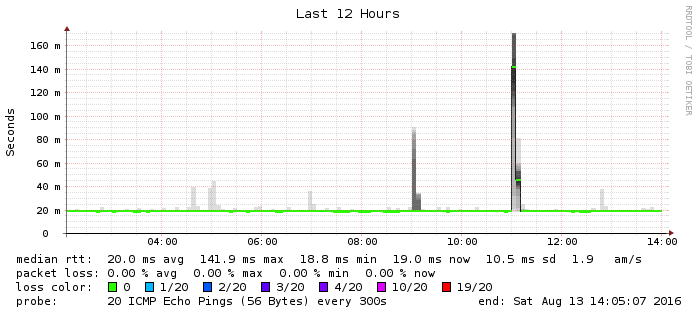 Last 12 Hours
RRDTOOL / TOBI OETIKER
Seconds
160 m
140 m
120 m
100 m
80 m
60 m
40 m
20 m
0
04:00 06:00 08:00 10:00 12:00 14:00
median rtt: 20.0 ms avg 141.9 ms max 18.8 ms min 19.0 ms now 10.5 ms sd 1.9 am/s
packet loss: 0.00 % avg 0.00 % max 0.00 % min 0.00 % now
loss color: 0 1/20 2/20 3/20 4/20 10/20 19/20
probe: 20 ICMP Echo Pings (56 Bytes) every 300s end: Sat Aug 13 14:05:07 2016